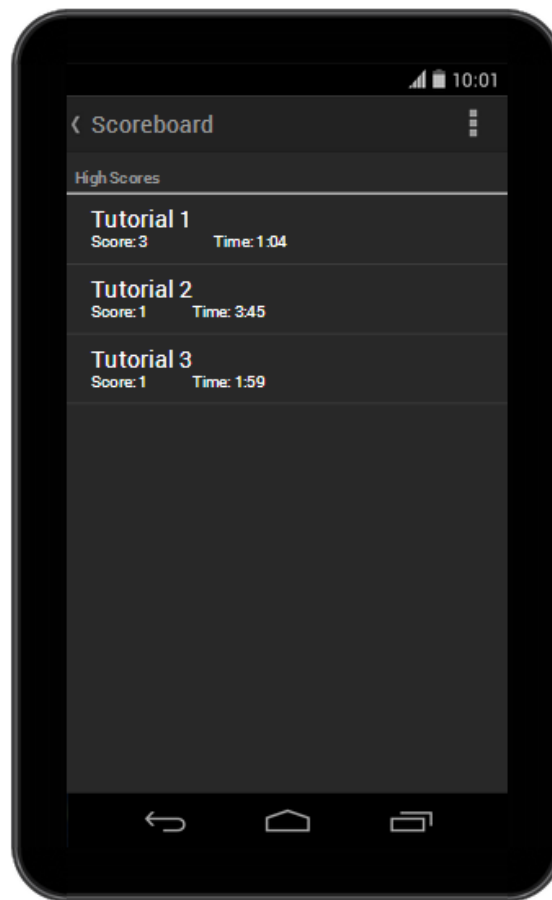 10:01
Scoreboard
High Scores
Tutorial 1
Score: 3 Time: 1:04
Tutorial 2
Score: 1 Time: 3:45
Tutorial 3
Score: 1 Time: 1:59